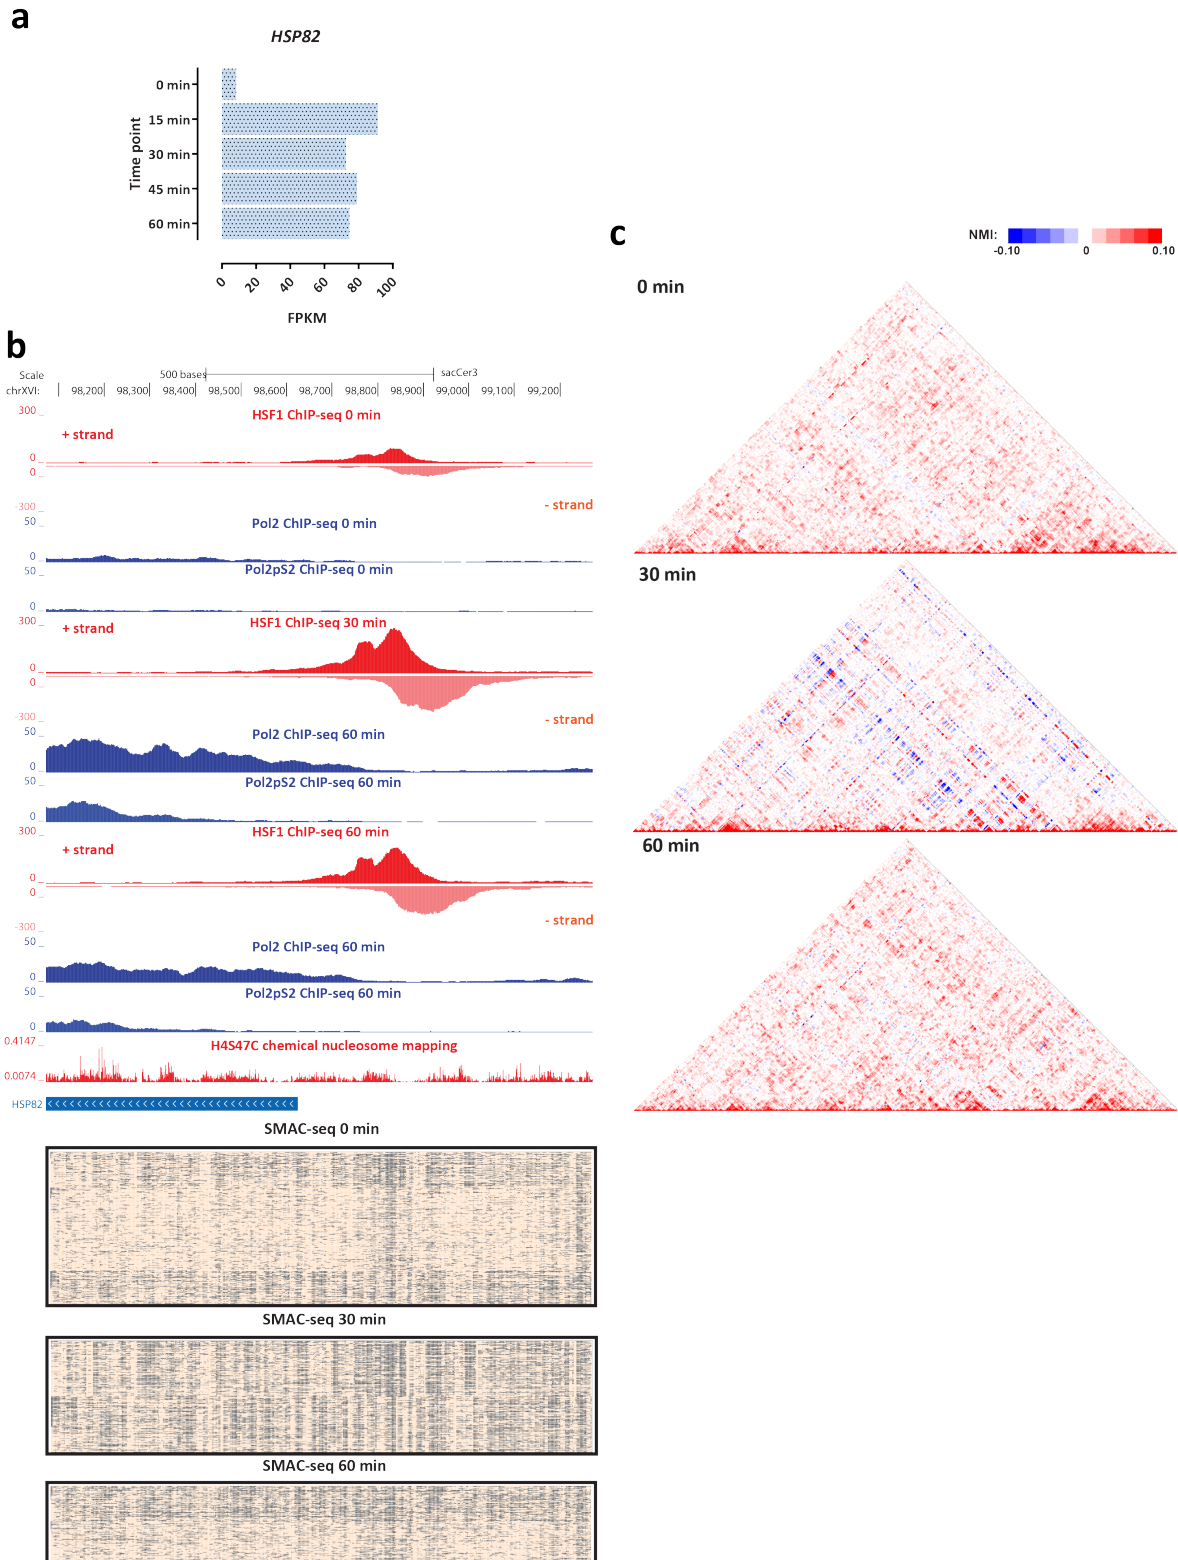 a
HSP82
Time point
0 min
15 min
30 min
45 min
60 min
0 20 40 60 80 100
FPKM
b
Scale 500 bases sacCer3
chrXVI: 98,200 98,300 98,400 98,500 98,600 98,700 98,800 98,900 99,000 99,100 99,200
300 HSF1 ChIP-seq 0 min
+ strand
0
0
-300 - strand
50 Pol2 ChIP-seq 0 min
0
50 Pol2pS2 ChIP-seq 0 min
0
300 HSF1 ChIP-seq 30 min
+ strand
0
0
-300 - strand
50 Pol2 ChIP-seq 60 min
0
50 Pol2pS2 ChIP-seq 60 min
0
300 HSF1 ChIP-seq 60 min
+ strand
0
0
-300 - strand
50 Pol2 ChIP-seq 60 min
0
50 Pol2pS2 ChIP-seq 60 min
0
0.4147 H4S47C chemical nucleosome mapping
0.0074
HSP82
SMAC-seq 0 min
SMAC-seq 30 min
SMAC-seq 60 min
c
NMI:
-0.10 0 0.10
0 min
30 min
60 min